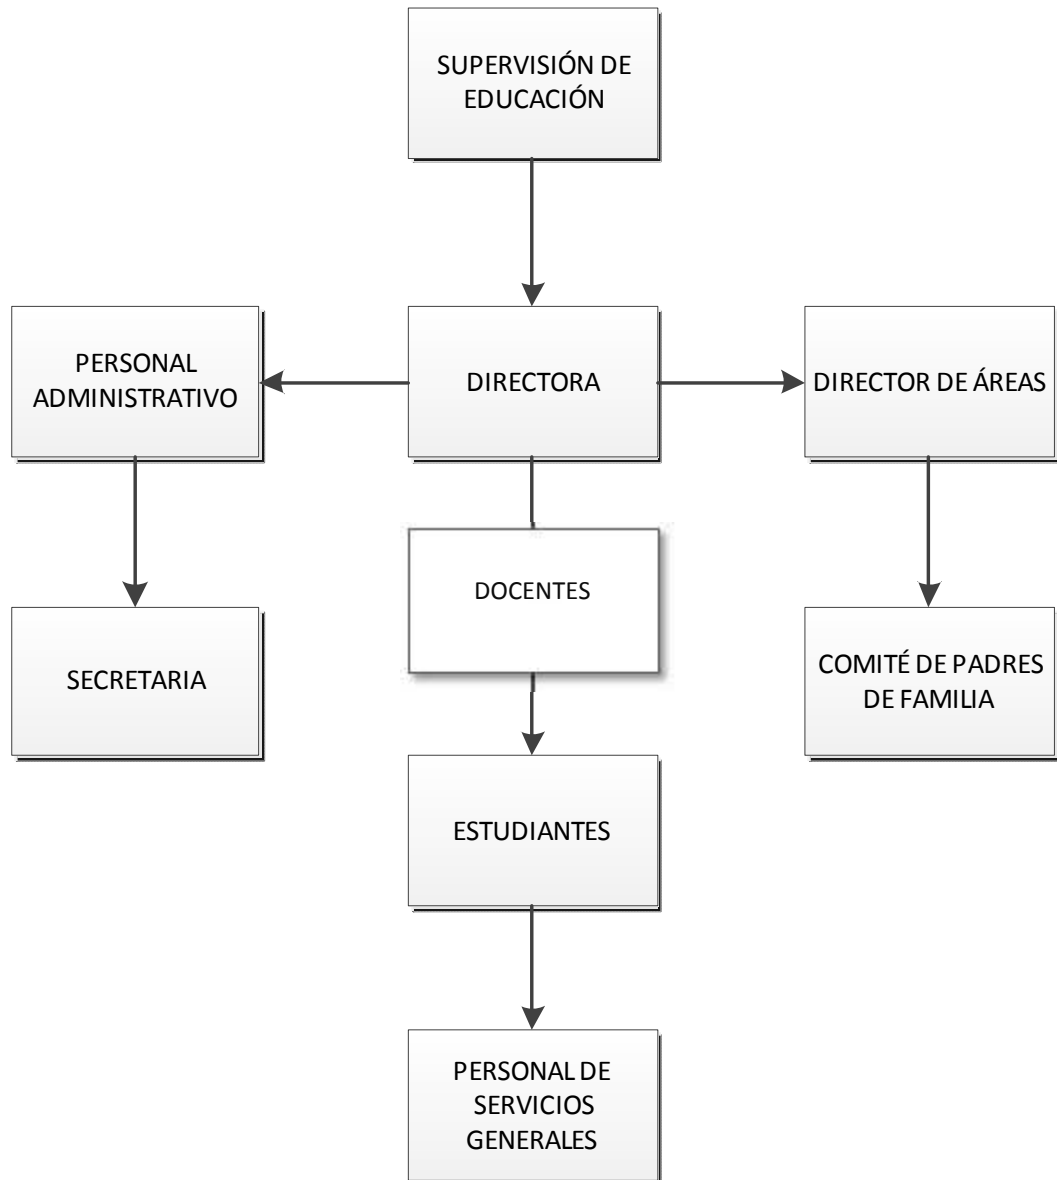 SUPERVISIÓN DE
EDUCACIÓN
PERSONAL
ADMINISTRATIVO
DIRECTORA
DIRECTOR DE ÁREAS
DOCENTES
SECRETARIA
COMITÉ DE PADRES
DE FAMILIA
ESTUDIANTES
PERSONAL DE
SERVICIOS
GENERALES